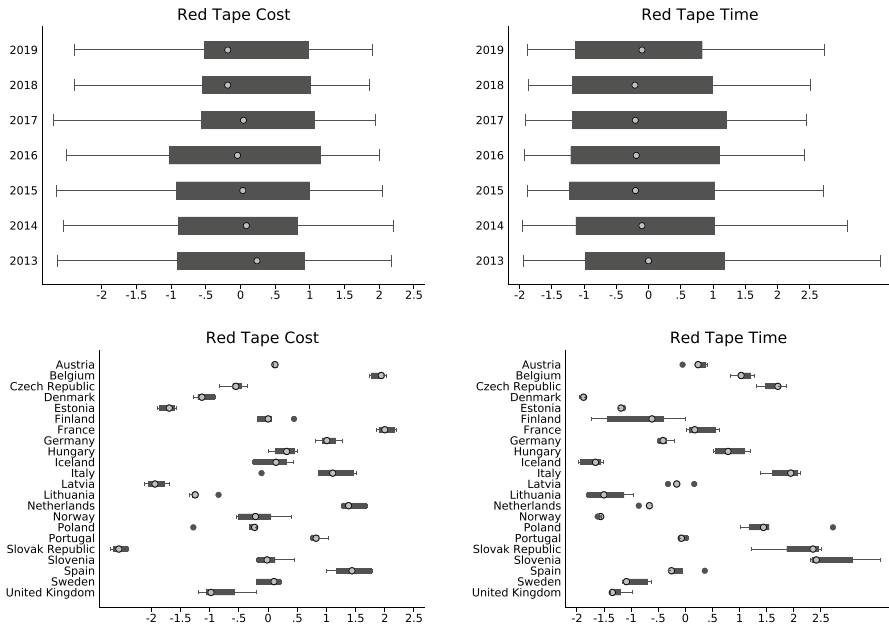 Red Tape Cost
2019
2018
2017
2016
2015
2014
2013
-2 -1.5 -1 -.5 0 .5 1 1.5 2 2.5
Red Tape Time
2019
2018
2017
2016
2015
2014
2013
-2 -1.5 -1 -.5 0 .5 1 1.5 2 2.5
Red Tape Cost
Austria
Belgium
Czech Republic
Denmark
Estonia
Finland
France
Germany
Hungary
Iceland
Italy
Latvia
Lithuania
Netherlands
Norway
Poland
Portugal
Slovak Republic
Slovenia
Spain
Sweden
United Kingdom
-2 -1.5 -1 -.5 0 .5 1 1.5 2 2.5
Red Tape Time
Austria
Belgium
Czech Republic
Denmark
Estonia
Finland
France
Germany
Hungary
Iceland
Italy
Latvia
Lithuania
Netherlands
Norway
Poland
Portugal
Slovak Republic
Slovenia
Spain
Sweden
United Kingdom
-2 -1.5 -1 -.5 0 .5 1 1.5 2 2.5